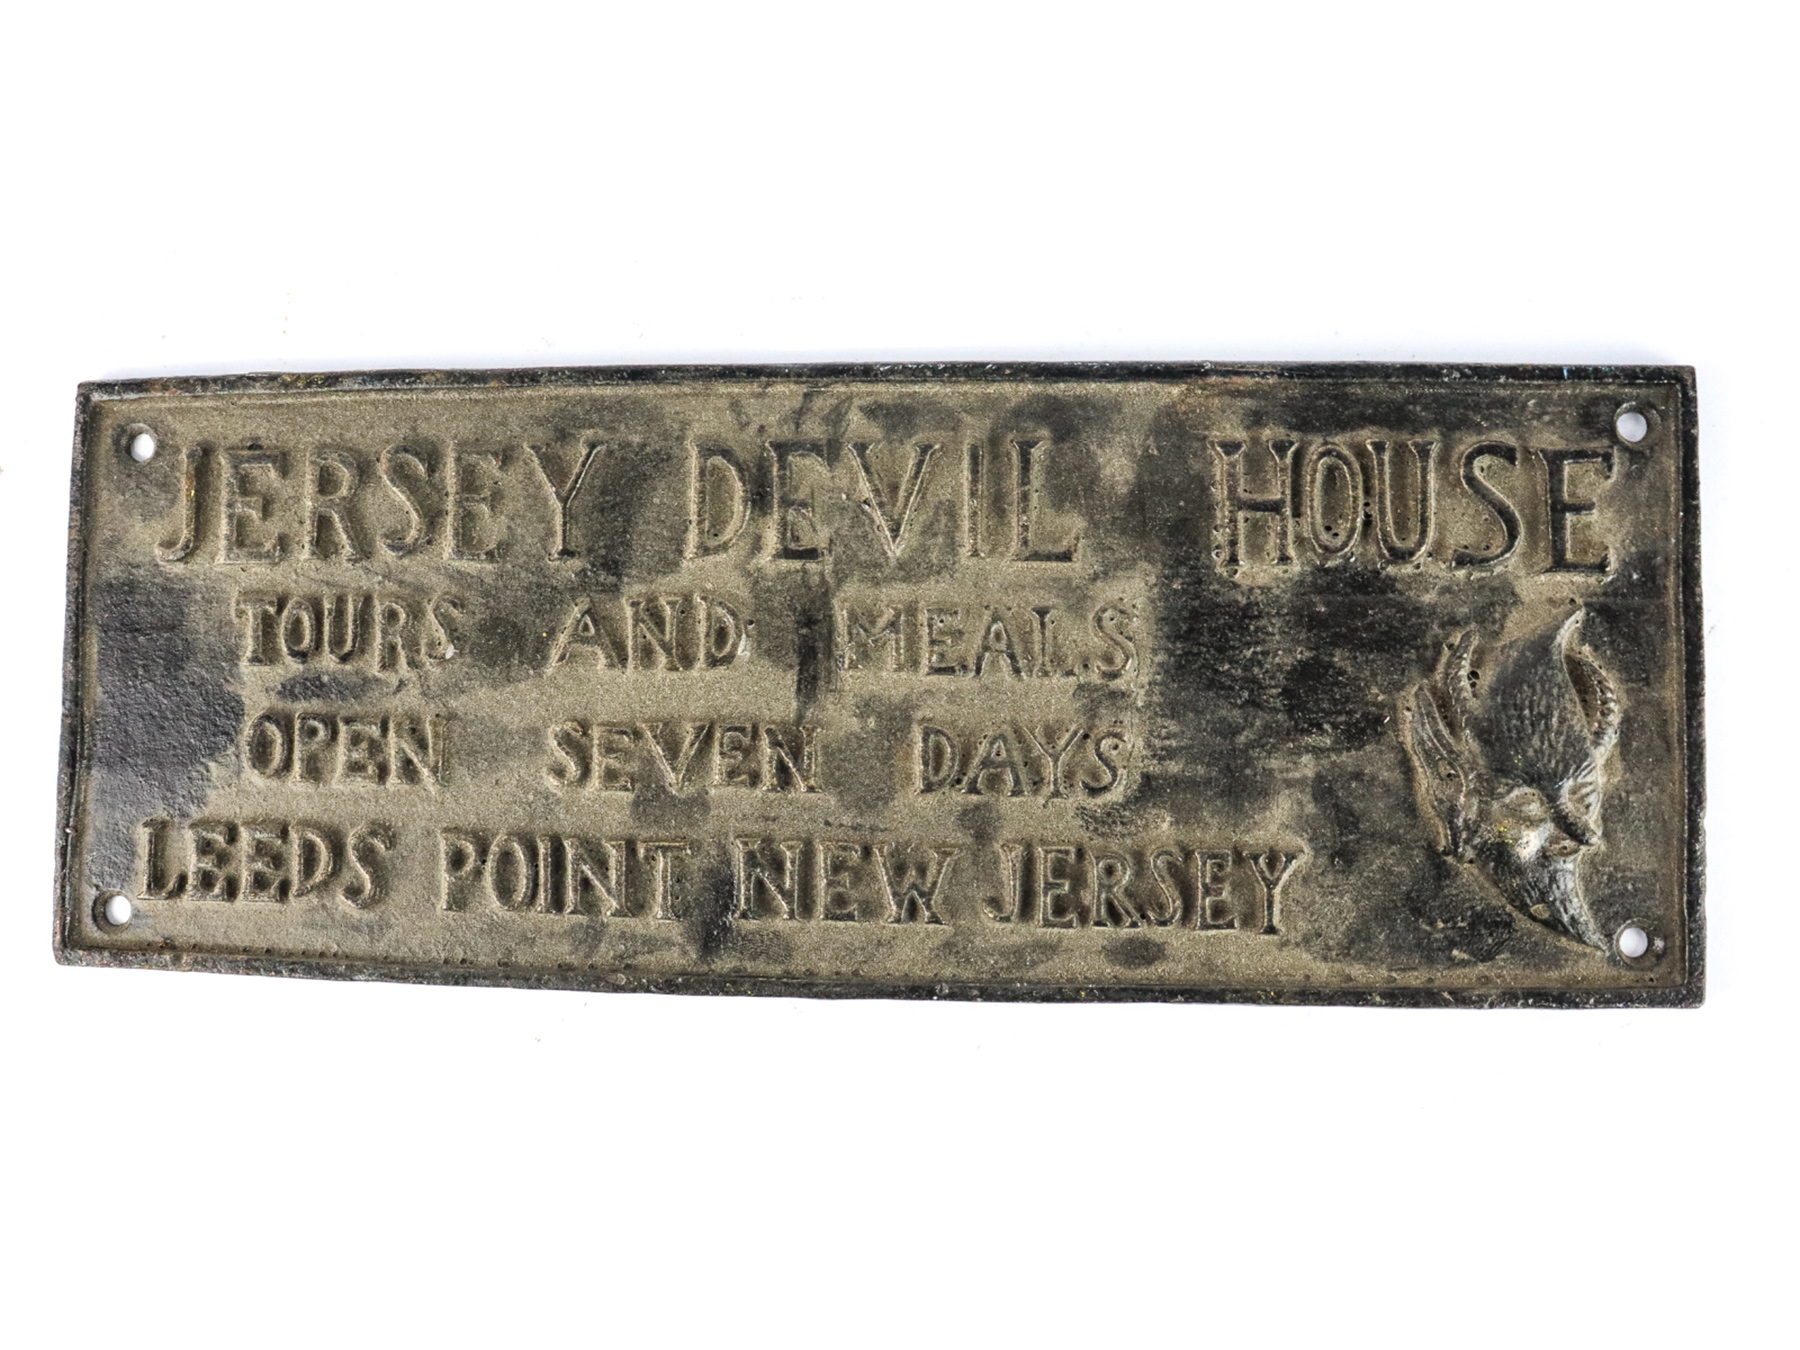 JERSEY DEVIL HOUSE
TOURS AND MEALS
OPEN SEVEN DAYS
LEEDS POINT NEW JERSEY